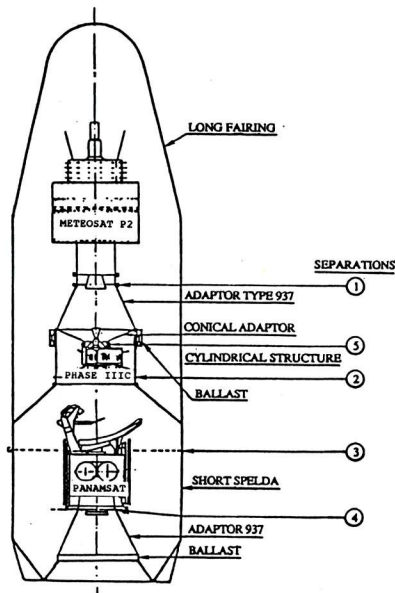 LONG FAIRING
METEOSAT P2
SEPARATIONS
1
ADAPTOR TYPE 937
CONICAL ADAPTOR
5
CYLINDRICAL STRUCTURE
PHASE IIIC
2
BALLAST
3
SHORT SPELDA
PANAMSAT
4
ADAPTOR 937
BALLAST